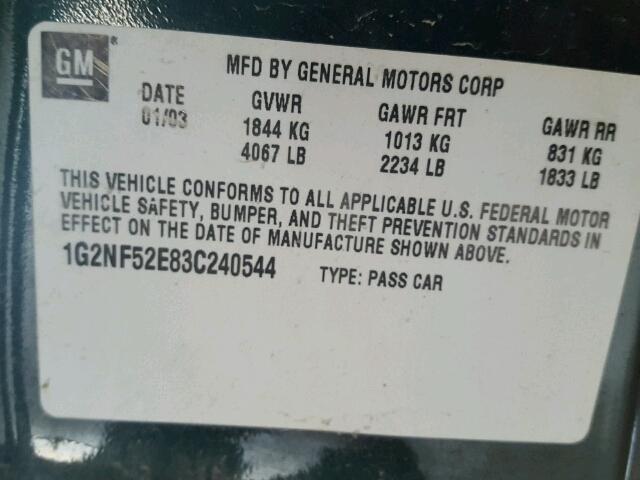 GM®
MFD BY GENERAL MOTORS CORP
DATE GVWR GAWR FRT GAWR RR
01/03 1844 KG 1013 KG 831 KG
4067 LB 2234 LB 1833 LB
THIS VEHICLE CONFORMS TO ALL APPLICABLE U.S. FEDERAL MOTOR
VEHICLE SAFETY, BUMPER, AND THEFT PREVENTION STANDARDS IN
EFFECT ON THE DATE OF MANUFACTURE SHOWN ABOVE.
1G2NF52E83C240544 TYPE: PASS CAR